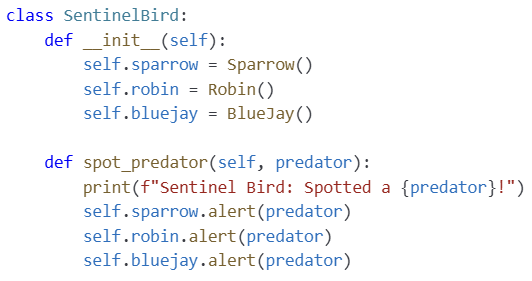 class SentinelBird:
    def __init__(self):
        self.sparrow = Sparrow()
        self.robin = Robin()
        self.bluejay = BlueJay()

    def spot_predator(self, predator):
        print(f"Sentinel Bird: Spotted a {predator}!")
        self.sparrow.alert(predator)
        self.robin.alert(predator)
        self.bluejay.alert(predator)